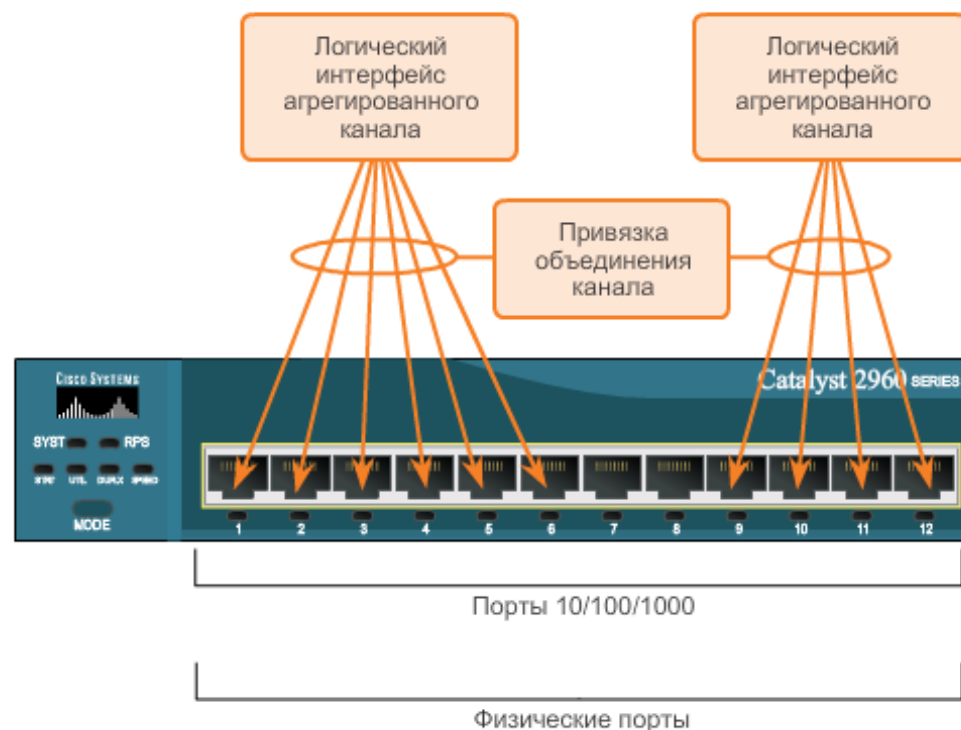 Логический
интерфейс
агрегированного
канала
Логический
интерфейс
агрегированного
канала
Привязка
объединения
канала
CISCO SYSTEMS
Catalyst 2960 SERIES
SYST RPS
STAT UTIL DUPLX SPEED
MODE
1 2 3 4 5 6 7 8 9 10 11 12
Порты 10/100/1000
Физические порты